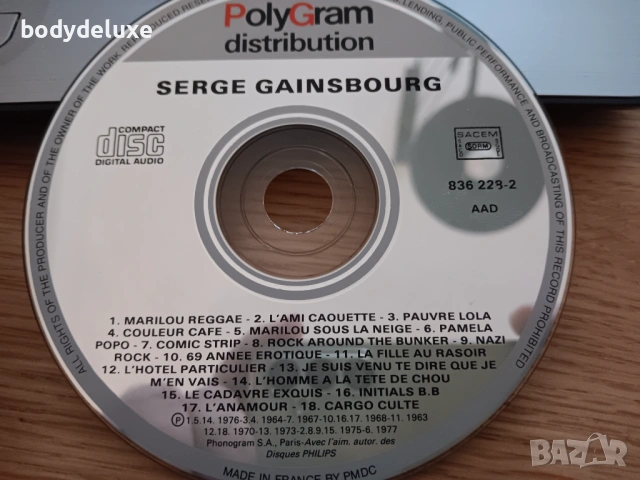 bodydeluxe
PolyGram
distribution
SERGE GAINSBOURG
COMPACT
disc
DIGITAL AUDIO
SACEM
SDRM
836 228-2
AAD
1. MARILOU REGGAE - 2. L'AMI CAOUETTE - 3. PAUVRE LOLA
4. COULEUR CAFE - 5. MARILOU SOUS LA NEIGE - 6. PAMELA
POPO - 7. COMIC STRIP - 8. ROCK AROUND THE BUNKER - 9. NAZI
ROCK - 10. 69 ANNEE EROTIQUE - 11. LA FILLE AU RASOIR
12. L'HOTEL PARTICULIER - 13. JE SUIS VENU TE DIRE QUE JE
M'EN VAIS - 14. L'HOMME A LA TETE DE CHOU
15. LE CADAVRE EXQUIS - 16. INITIALS B.B
17. L'ANAMOUR - 18. CARGO CULTE
Ⓟ 1.5.14. 1976-3.4. 1964-7. 1967-10.16.17. 1968-11. 1963
12.18. 1970-13. 1973-2.8.9.15. 1975-6. 1977
Phonogram S.A., Paris-Avec l'aim. autor. des
Disques PHILIPS
MADE IN FRANCE BY PMDC
ALL RIGHTS OF THE PRODUCER AND OF THE OWNER OF THE WORK REPRODUCED RESE
LENDING, PUBLIC PERFORMANCE AND BROADCASTING OF THIS RECORD PROHIBITED
BAZAR.bg